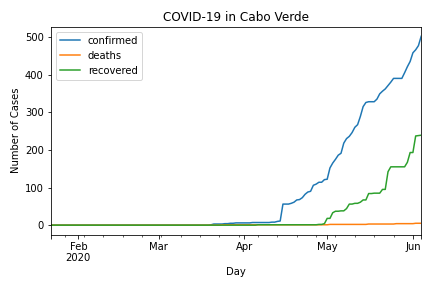 COVID-19 in Cabo Verde
confirmed
deaths
recovered
Number of Cases
500
400
300
200
100
0
Feb
2020
Mar
Apr
May
Jun
Day